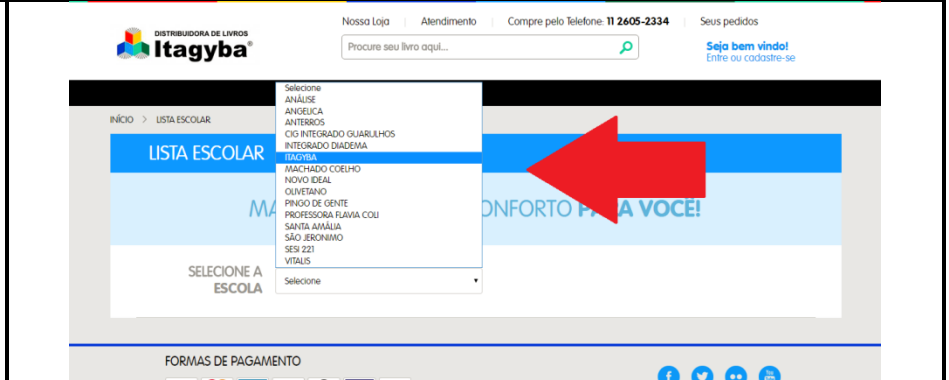 Nossa Loja
Atendimento
Compre pelo Telefone: 11 2605-2334
Seus pedidos
DISTRIBUIDORA DE LIVROS
Itagyba®
Procure seu livro aqui...
Seja bem vindo!
Entre ou cadastre-se
INÍCIO > LISTA ESCOLAR
LISTA ESCOLAR
Selecione
ANÁLISE
ANGELICA
ANTERROS
CIG INTEGRADO GUARULHOS
INTEGRADO DIADEMA
ITAGYBA
MACHADO COELHO
NOVO IDEAL
OLIVETANO
PINGO DE GENTE
PROFESSORA FLAVIA COLI
SANTA AMÁLIA
SÃO JERONIMO
SESI 221
VITALIS
MA ONFORTO PARA VOCÊ!
SELECIONE A
ESCOLA
Selecione
FORMAS DE PAGAMENTO